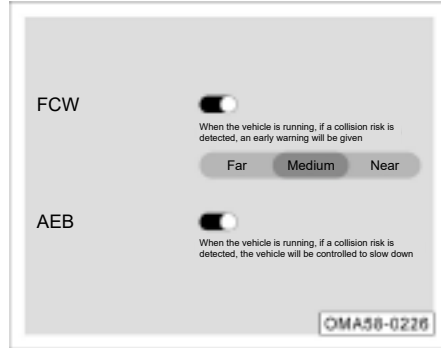 FCW
When the vehicle is running, if a collision risk is
detected, an early warning will be given
Far Medium Near
AEB
When the vehicle is running, if a collision risk is
detected, the vehicle will be controlled to slow down
OMA58-0226